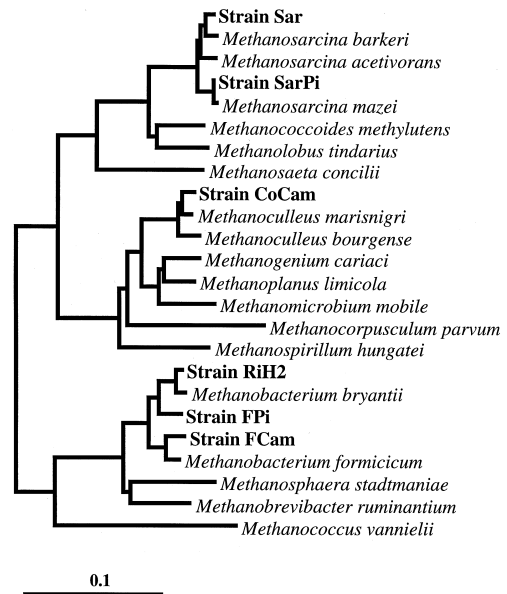 Strain Sar
Methanosarcina barkeri
Methanosarcina acetivorans
Strain SarPi
Methanosarcina mazei
Methanococcoides methylutens
Methanolobus tindarius
Methanosaeta concilii
Strain CoCam
Methanoculleus marisnigri
Methanoculleus bourgense
Methanogenium cariaci
Methanoplanus limicola
Methanomicrobium mobile
Methanocorpusculum parvum
Methanospirillum hungatei
Strain RiH2
Methanobacterium bryantii
Strain FPi
Strain FCam
Methanobacterium formicicum
Methanosphaera stadtmaniae
Methanobrevibacter ruminantium
Methanococcus vannielii
0.1